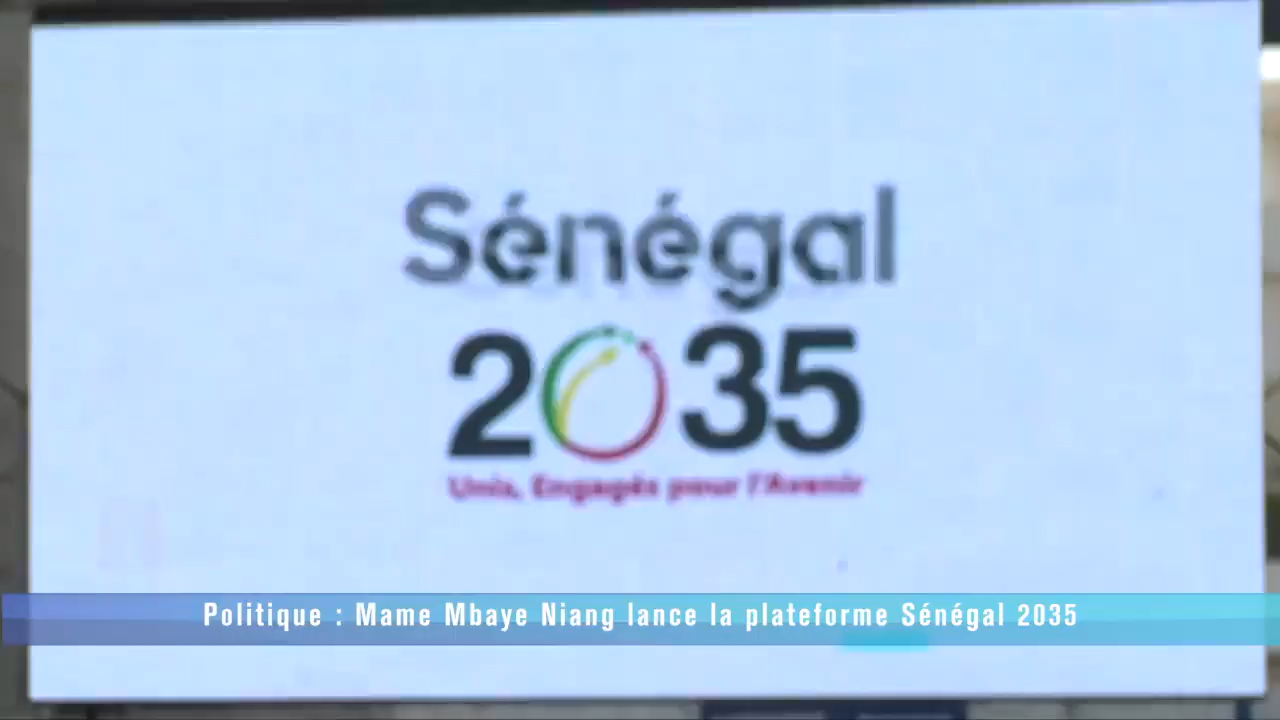 Sénégal
2035
Unis, Engagés pour l'Avenir
Politique : Mame Mbaye Niang lance la plateforme Sénégal 2035